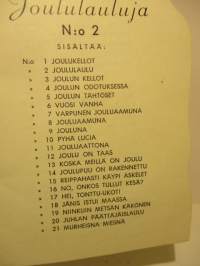 Joululauluja
N:o 2
SISÄLTÄÄ:
N:o 1 JOULUKELLOT
" 2 JOULULAULU
" 3 JOULUN KELLOT
" 4 JOULUN ODOTUKSESSA
" 5 JOULUN TÄHTÖSET
" 6 VUOSI VANHA
" 7 VARPUNEN JOULUAAMUNA
" 8 JOULUAAMUNA
" 9 JOULUNA
" 10 PYHÄ LUCIA
" 11 JOULUAATTONA
" 12 JOULU ON TAAS
" 13 KOSKA MEILLÄ ON JOULU
" 14 JOULUPUU ON RAKENNETTU
" 15 REIPPAHASTI KÄYPI ASKELET
" 16 NO, ONKOS TULLUT KESÄ?
" 17 HEI, TONTTU-UKOT!
" 18 JÄNIS ISTUI MAASSA
" 19 NIINKUIN METSÄN KÄKÖNEN
" 20 JUHLAN PÄÄTTÄJÄISLAULU
" 21 MURHEIGNA MIEGNÄ